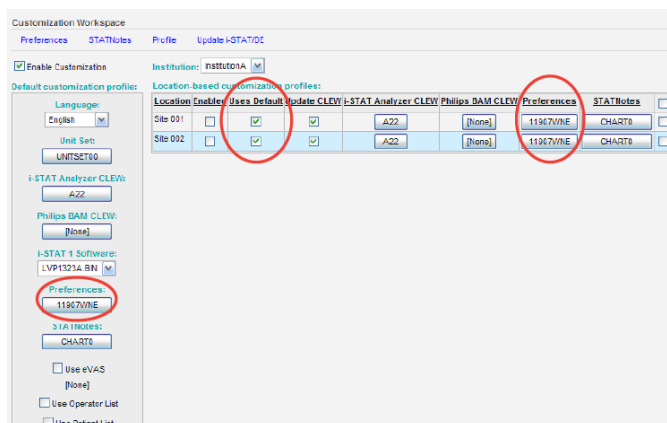 Customization Workspace
Preferences STATNotes Profile Update i-STAT/DE
Enable Customization Institution: InstitutionA
Default customization profile: Location-based customization profiles:
Location Enabled Uses Default Update CLEW i-STAT Analyzer CLEW Philips BAM CLEW Preferences STATNotes
Site 001 A22 [None] 11907WNE CHART0
Site 002 A22 [None] 11907WNE CHART0
Language:
English
Unit Set:
UNITSET00
i-STAT Analyzer CLEW:
A22
Philips BAM CLEW:
[None]
i-STAT 1 Software:
LVP1323A.BIN
Preferences:
11907WNE
STATNotes:
CHART0
Use eVAS
[None]
Use Operator List
Use Patient List